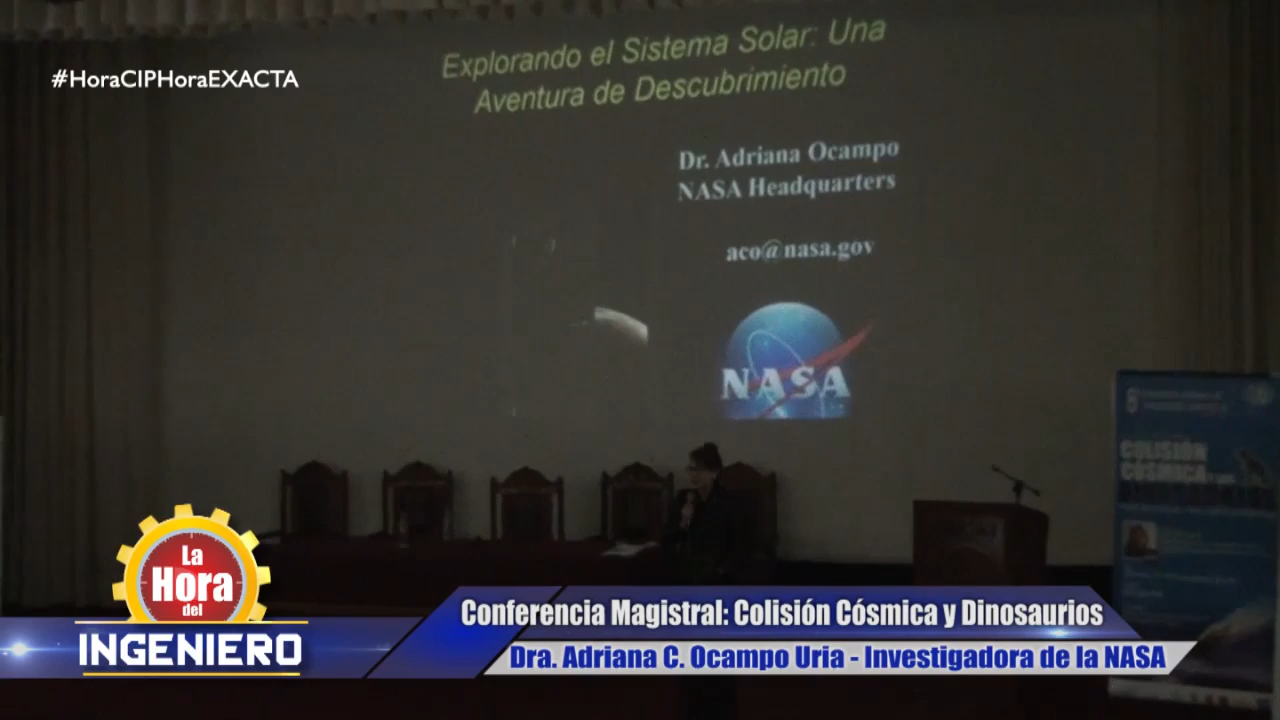 #HoraCIPHoraEXACTA
Explorando el Sistema Solar: Una
Aventura de Descubrimiento
Dr. Adriana Ocampo
NASA Headquarters
aco@nasa.gov
NASA
COLISIÓN
CÓSMICA
La
Hora
del
INGENIERO
Conferencia Magistral: Colisión Cósmica y Dinosaurios
Dra. Adriana C. Ocampo Uria - Investigadora de la NASA